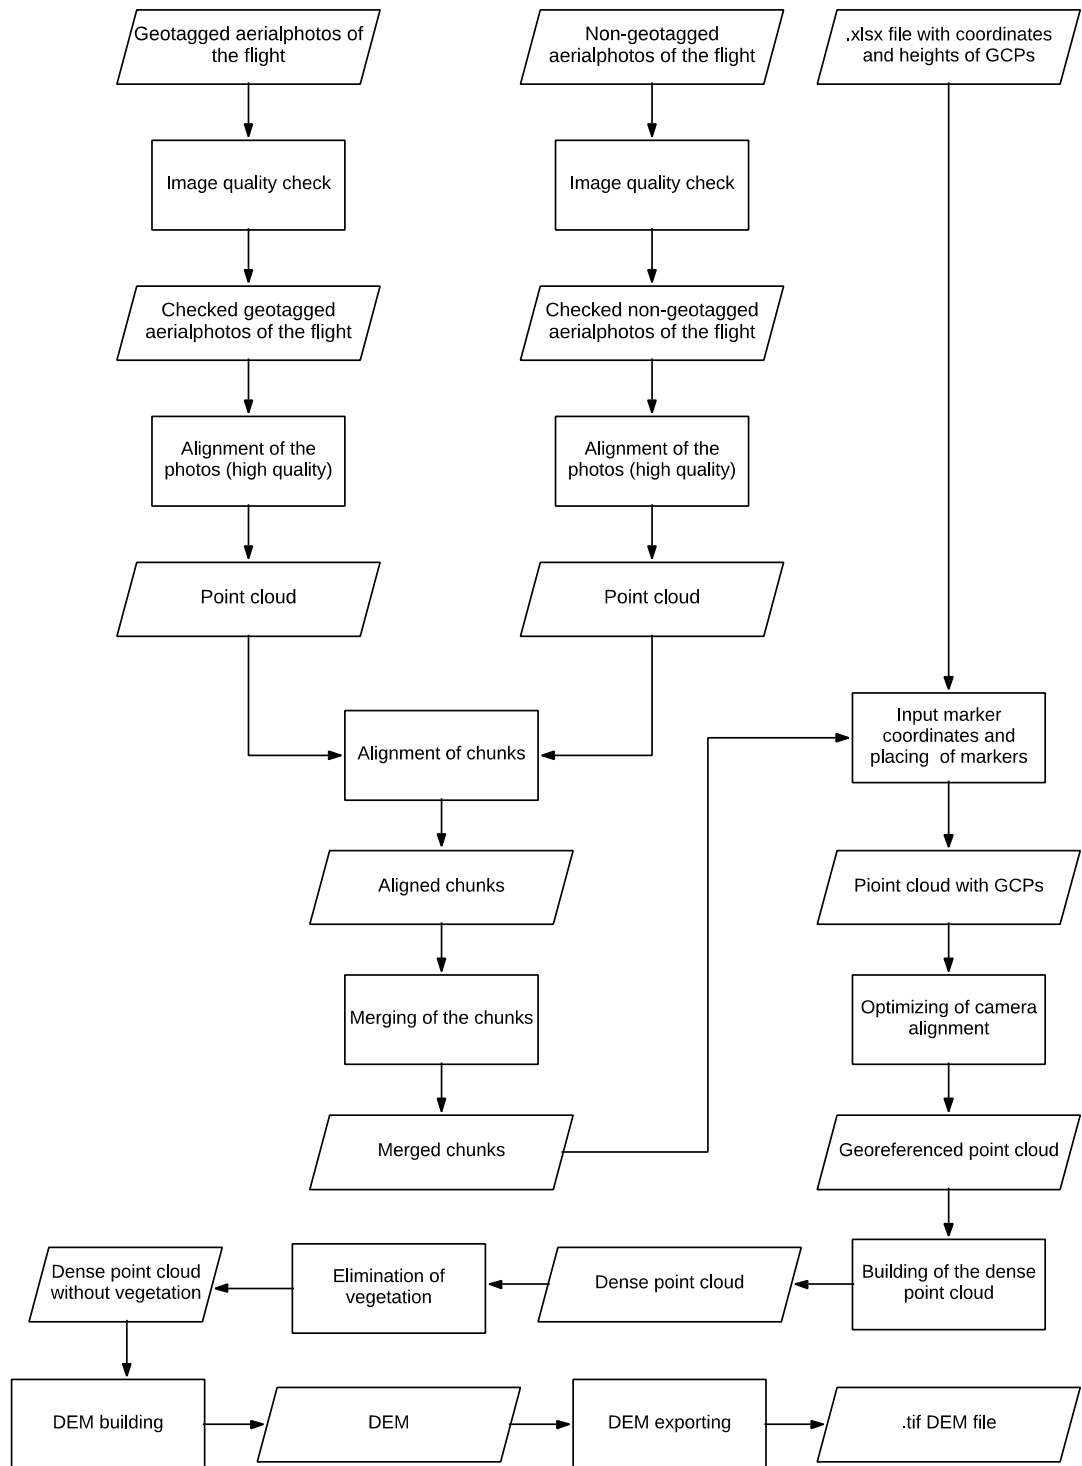 Geotagged aerialphotos of
the flight
Non-geotagged
aerialphotos of the flight
.xlsx file with coordinates
and heights of GCPs
Image quality check
Image quality check
Checked geotagged
aerialphotos of the flight
Checked non-geotagged
aerialphotos of the flight
Alignment of the
photos (high quality)
Alignment of the
photos (high quality)
Point cloud
Point cloud
Alignment of chunks
Input marker
coordinates and
placing of markers
Aligned chunks
Pioint cloud with GCPs
Merging of the chunks
Optimizing of camera
alignment
Merged chunks
Georeferenced point cloud
Dense point cloud
without vegetation
Elimination of
vegetation
Dense point cloud
Building of the dense
point cloud
DEM building
DEM
DEM exporting
.tif DEM file